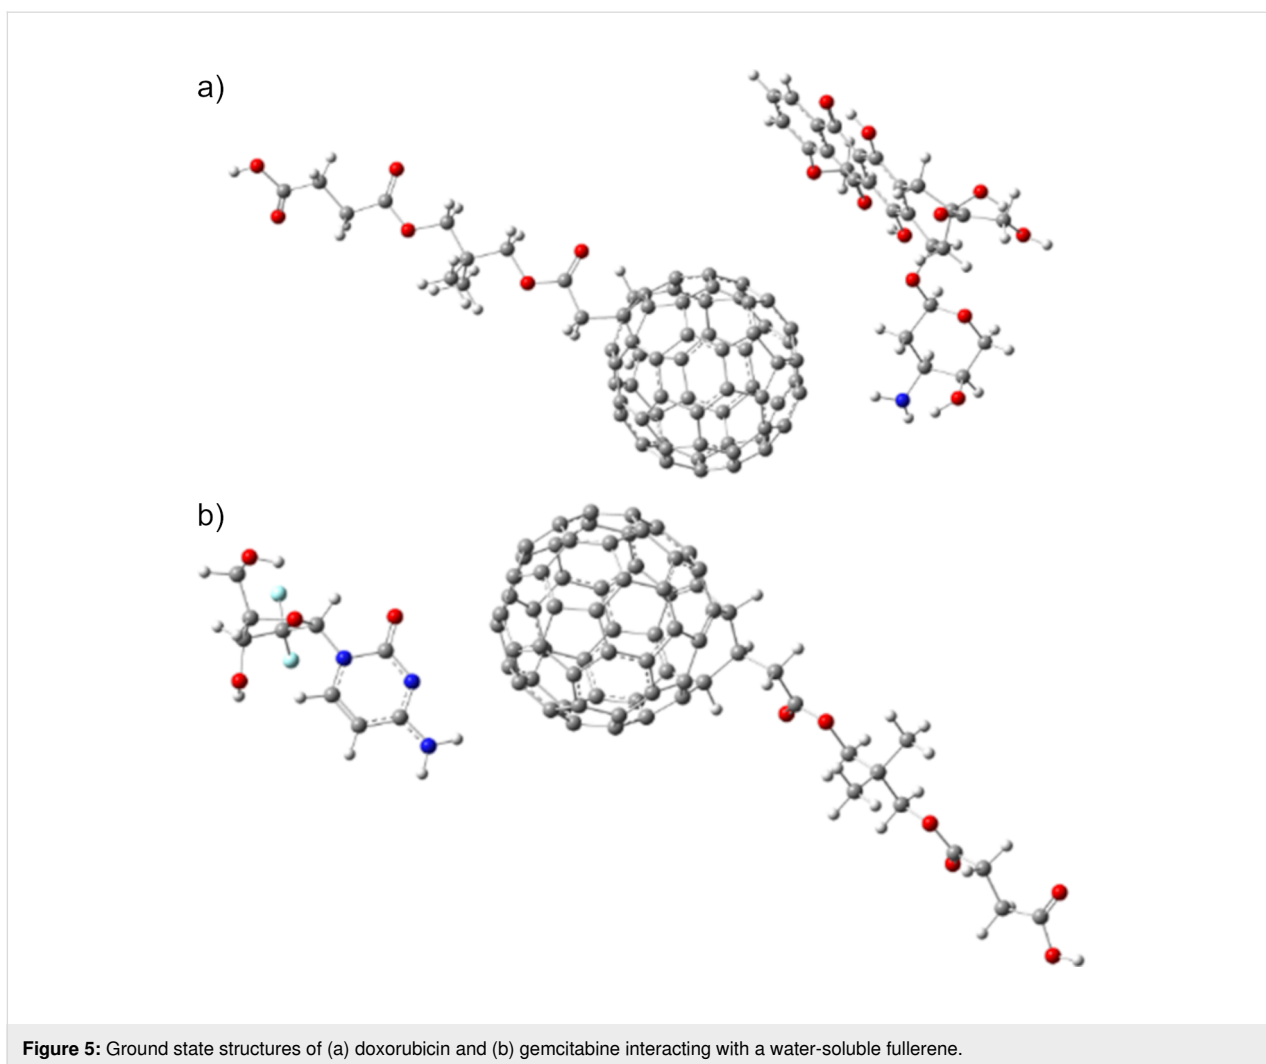 a)
b)
Figure 5: Ground state structures of (a) doxorubicin and (b) gemcitabine interacting with a water-soluble fullerene.